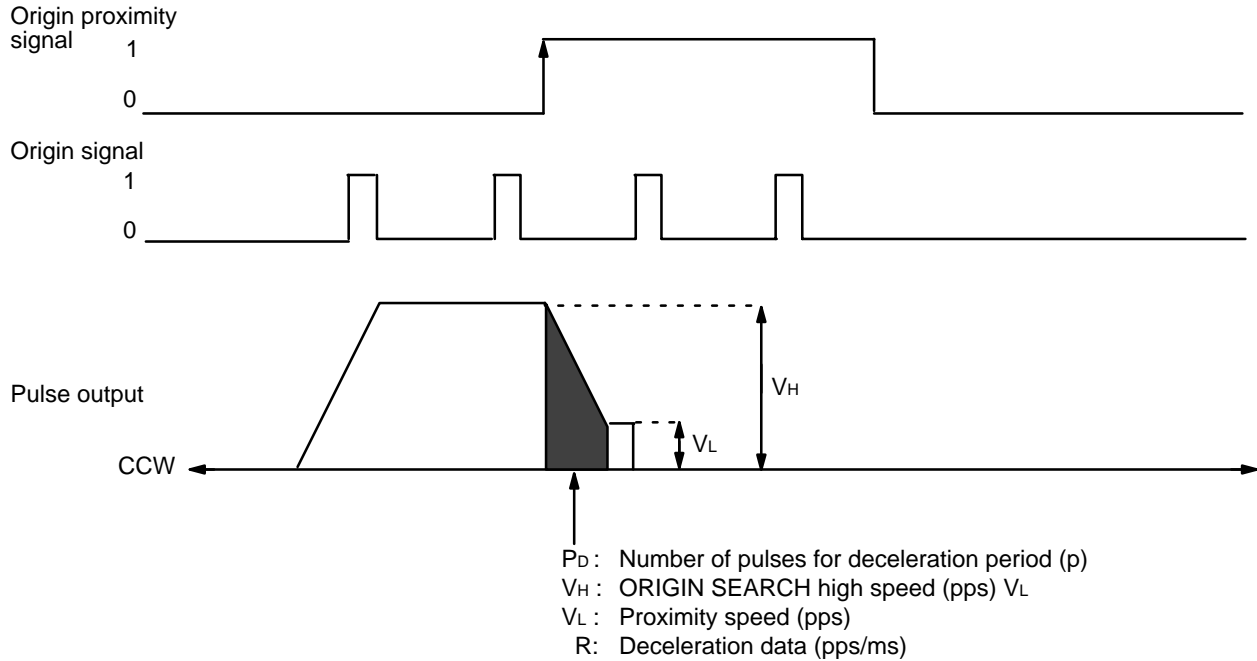 Origin proximity
signal
1
0
Origin signal
1
0
Pulse output
VH
VL
CCW
PD : Number of pulses for deceleration period (p)
VH : ORIGIN SEARCH high speed (pps) VL
VL : Proximity speed (pps)
R: Deceleration data (pps/ms)